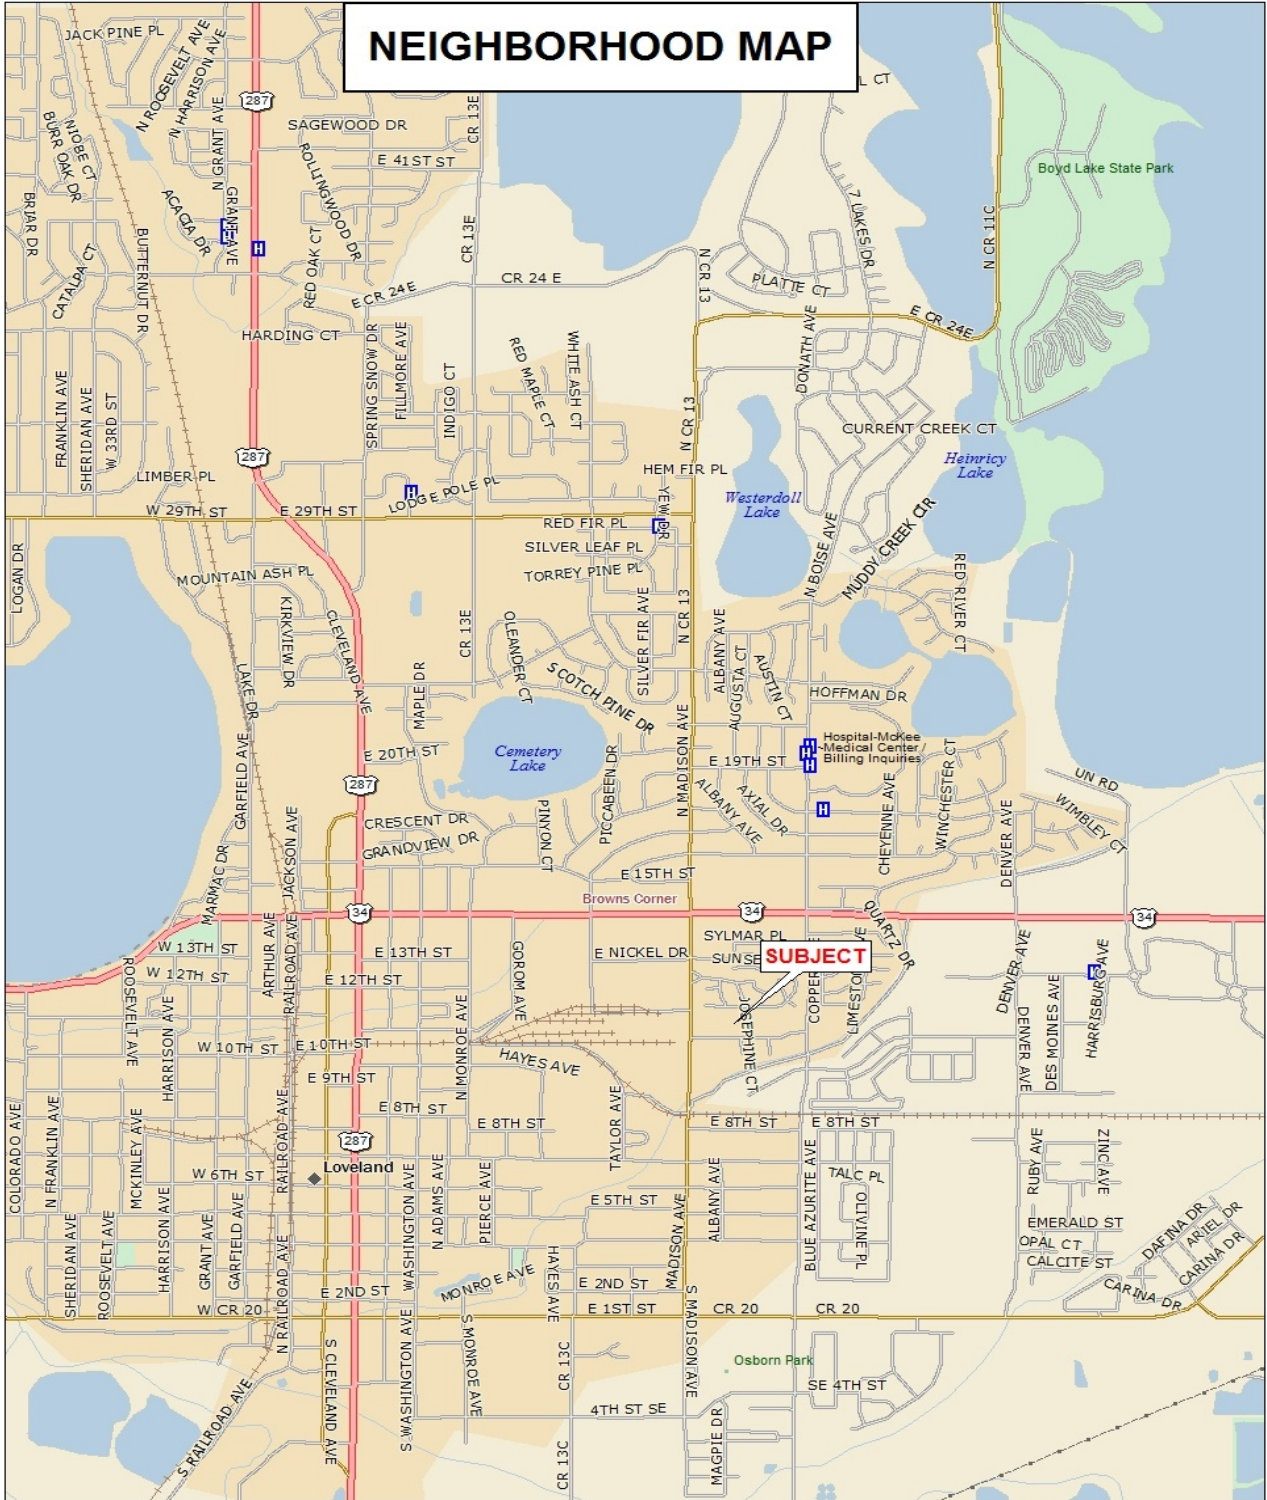 NEIGHBORHOOD MAP
JACK PINE PL
N ROOSEVELT AVE
N HARRISON AVE
287
CR 13E
SAGEWOOD DR
NIOBE CT
BURR OAK DR
N GRANT AVE
E 41ST ST
ROLLINGWOOD DR
L CT
Boyd Lake State Park
BRIAR DR
ACACIA DR
GRANT AVE
H
H
CR 13E
7 LAKES DR
N CR 11C
CATALPA CT
BUTTERNUT DR
RED OAK CT
E CR 24E
CR 24 E
N CR 13
PLATTE CT
E CR 24E
HARDING CT
SPRING SNOW DR
FILLMORE AVE
INDIGO CT
RED MAPLE CT
WHITE ASH CT
DONATH AVE
FRANKLIN AVE
SHERIDAN AVE
W 33RD ST
N CR 13
CURRENT CREEK CT
287
LIMBER PL
HEM FIR PL
Heinricy
Lake
H
LODGE POLE PL
YEW DR
Westerdoll
Lake
W 29TH ST
E 29TH ST
RED FIR PL
H
SILVER LEAF PL
TORREY PINE PL
N BOISE AVE
MUDDY CREEK CIR
RED RIVER CT
LOGAN DR
MOUNTAIN ASH PL
KIRKVIEW DR
CLEVELAND AVE
CR 13E
OLEANDER CT
SILVER FIR AVE
N CR 13
ALBANY AVE
AUGUSTA CT
AUSTIN CT
LAKE DR
MAPLE DR
SCOTCH PINE DR
HOFFMAN DR
E 20TH ST
Cemetery
Lake
PICCABEEN DR
N MADISON AVE
E 19TH ST
H
H
H
Hospital-McKee
Medical Center /
Billing Inquiries
GARFIELD AVE
287
ALBANY AVE
AXIAL DR
H
CHEYENNE AVE
WINCHESTER CT
UN RD
WIMBLEY CT
DENVER AVE
JACKSON AVE
CRESCENT DR
GRANDVIEW DR
PINYON CT
MARMAC DR
E 15TH ST
Browns Corner
34
34
34
ARTHUR AVE
RAILROAD AVE
QUARTZ DR
W 13TH ST
E 13TH ST
E NICKEL DR
SYLMAR PL
SUNSE
SUBJECT
W 12TH ST
E 12TH ST
ROOSEVELT AVE
HARRISON AVE
GOROM AVE
N MONROE AVE
JOSEPHINE CT
COPPER
LIMESTO
VE
DENVER AVE
DENVER AVE
DES MOINES AVE
HARRISBURG AVE
H
W 10TH ST
E 10TH ST
HAYES AVE
E 9TH ST
COLORADO AVE
N FRANKLIN AVE
MCKINLEY AVE
RAILROAD AVE
E 8TH ST
E 8TH ST
TAYLOR AVE
E 8TH ST
E 8TH ST
287
W 6TH ST
Loveland
WASHINGTON AVE
N ADAMS AVE
PIERCE AVE
ALBANY AVE
BLUE AZURITE AVE
TALC PL
OLIVINE PL
RUBY AVE
ZINC AVE
SHERIDAN AVE
ROOSEVELT AVE
HARRISON AVE
GRANT AVE
GARFIELD AVE
N RAILROAD AVE
E 5TH ST
MADISON AVE
EMERALD ST
OPAL CT
CALCITE ST
DAFINA DR
ARIEL DR
CARINA DR
CARINA DR
E 2ND ST
MONROE AVE
HAYES AVE
E 2ND ST
W CR 20
E 1ST ST
CR 20
CR 20
S CLEVELAND AVE
S WASHINGTON AVE
S MONROE AVE
CR 13C
S MADISON AVE
Osborn Park
SE 4TH ST
S RAILROAD AVE
4TH ST SE
CR 13C
MAGPIE DR